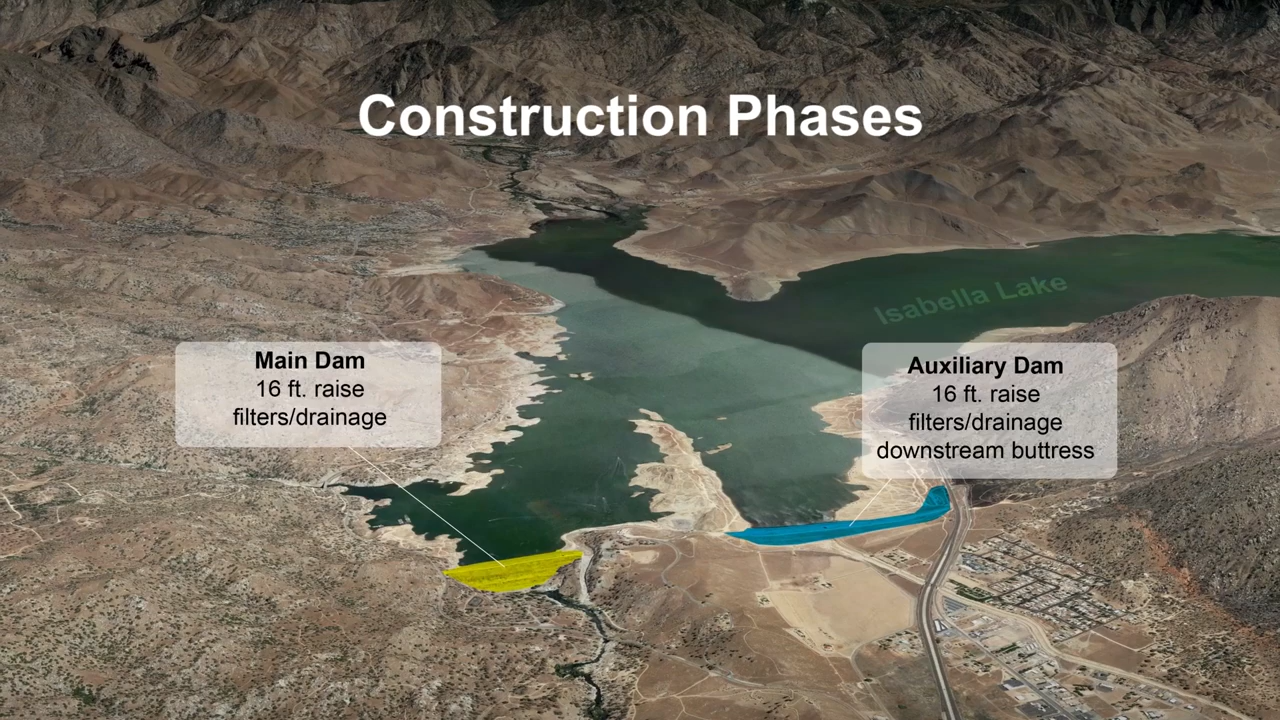 Construction Phases
Isabella Lake
Main Dam
16 ft. raise
filters/drainage
Auxiliary Dam
16 ft. raise
filters/drainage
downstream buttress